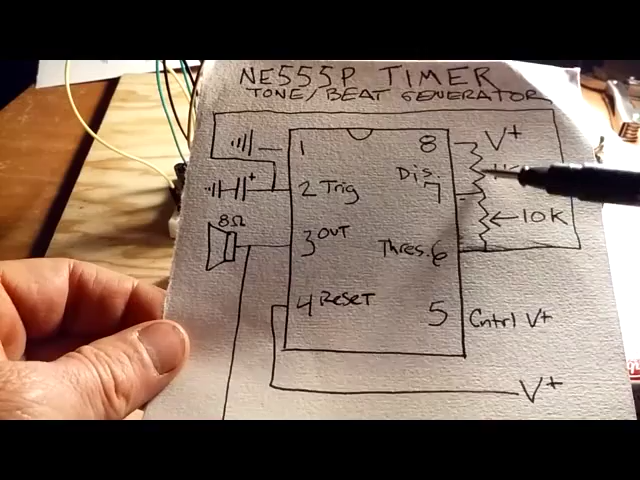 NE555P TIMER
TONE/BEAT GENERATOR
1
8
V+
+
2 Trig
Dis.
7
8Ω
10K
3 OUT
Thres. 6
4 Reset
5
Cntrl V+
V+